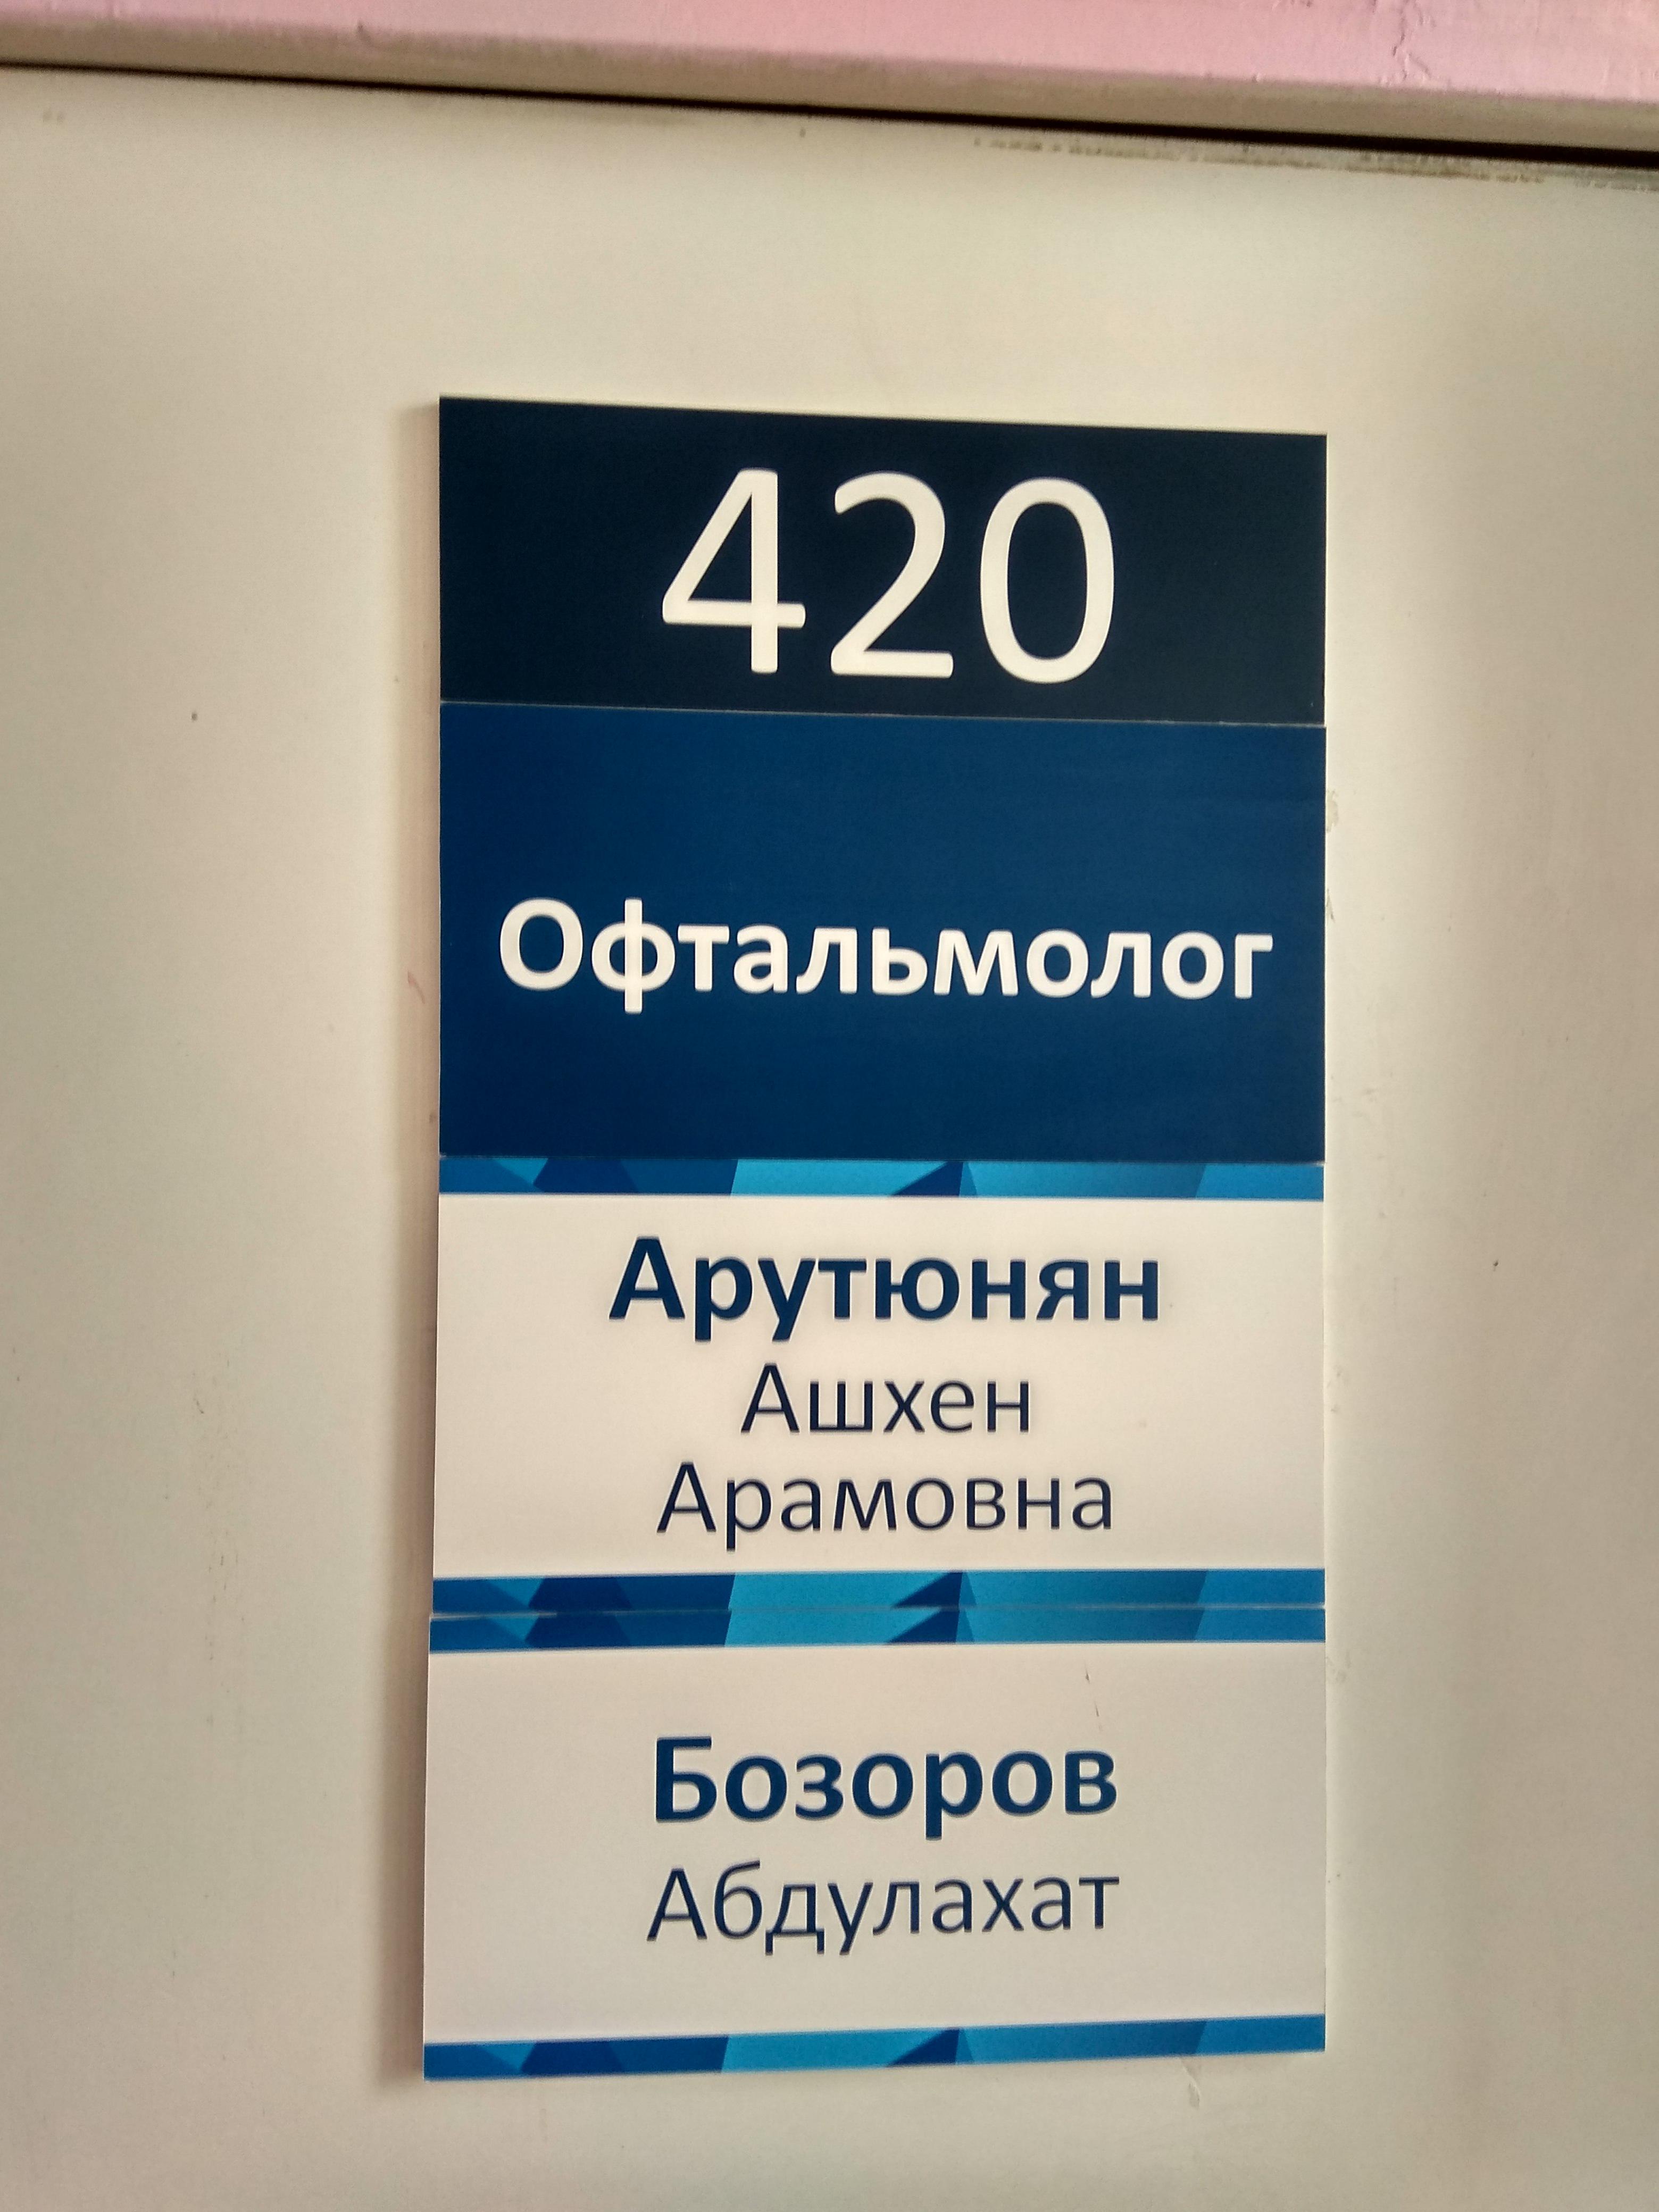 420
Офтальмолог
Арутюнян
Ашхен
Арамовна
Бозоров
Абдулахат